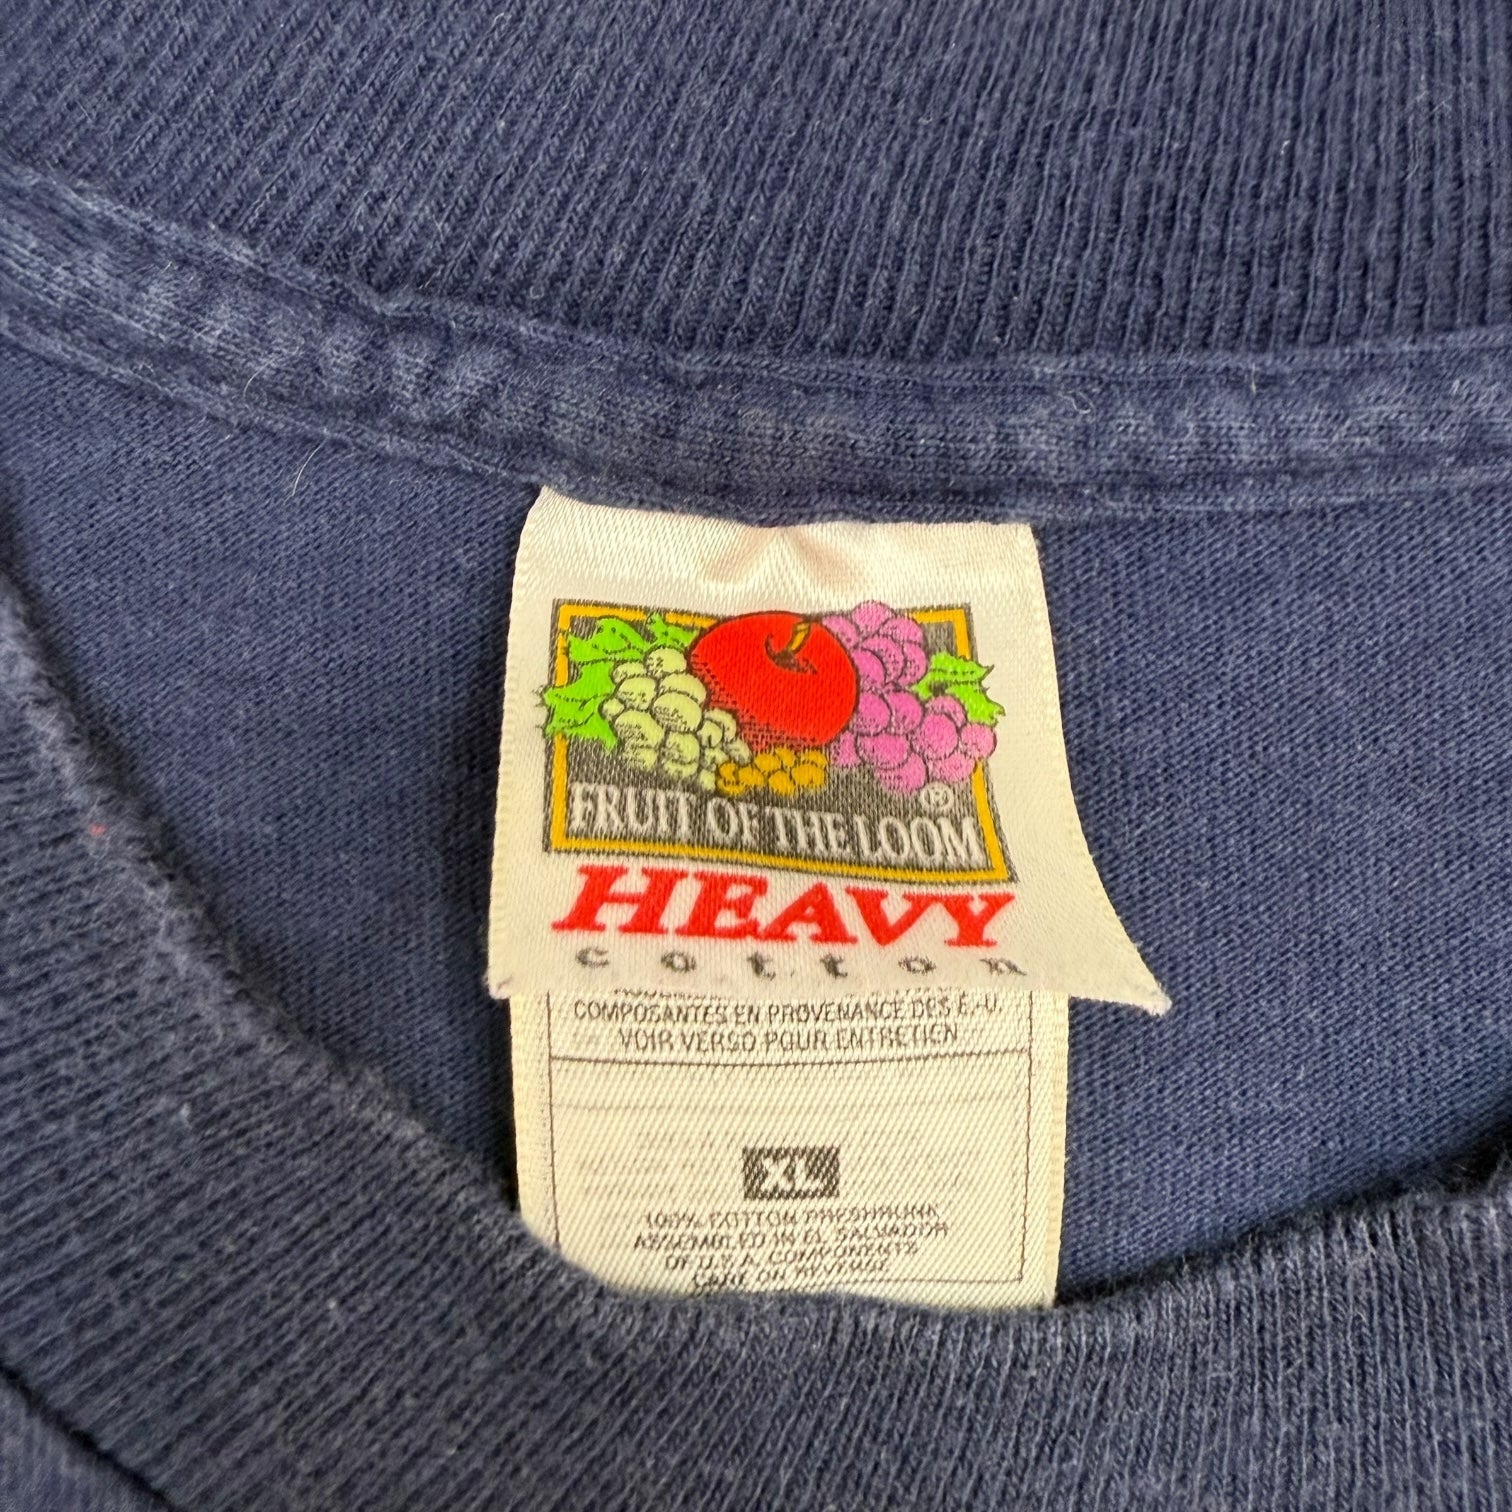 FRUIT OF THE LOOM ®
HEAVY
cotton
COMPOSANTES EN PROVENANCE DES É.-U.
VOIR VERSO POUR ENTRETIEN
XL
100% COTTON PRESHRUNK
ASSEMBLED IN EL SALVADOR
OF U.S.A. COMPONENTS
CARE ON REVERSE